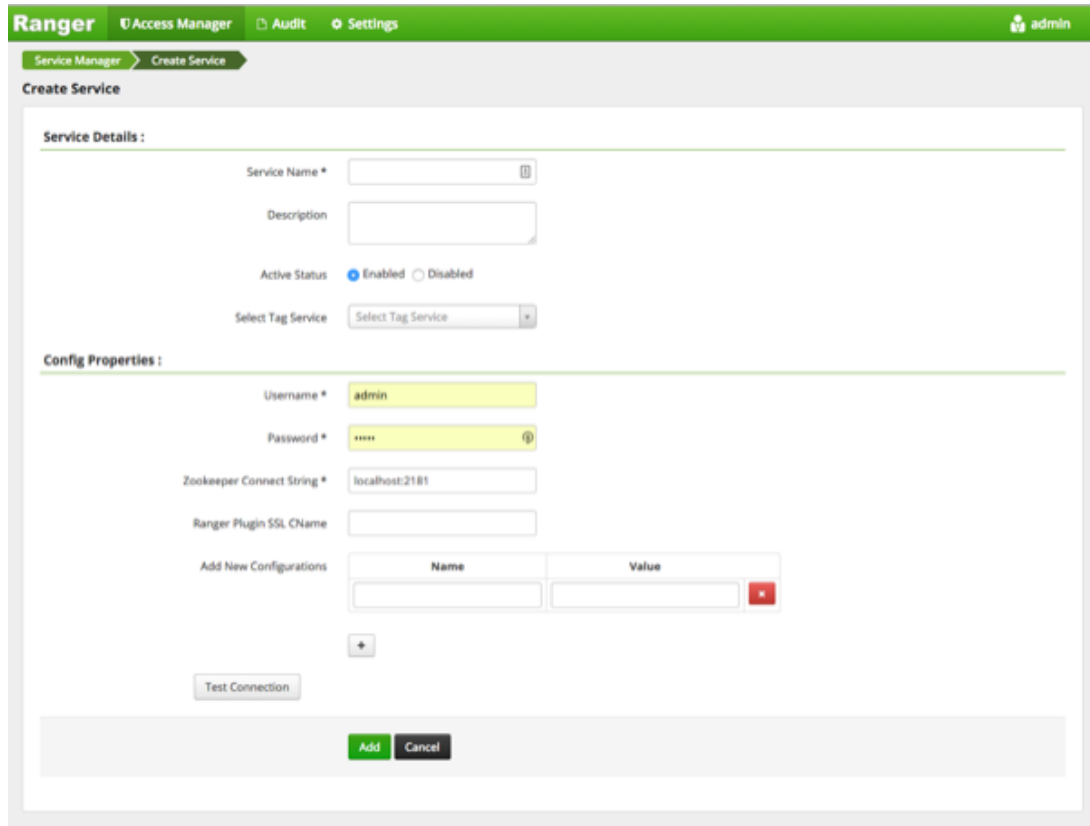 Ranger Access Manager Audit Settings admin
Service Manager Create Service
Create Service
Service Details :
Service Name *
Description
Active Status Enabled Disabled
Select Tag Service Select Tag Service
Config Properties :
Username * admin
Password * •••••
Zookeeper Connect String * localhost:2181
Ranger Plugin SSL CName
Add New Configurations Name Value
+
Test Connection
Add Cancel